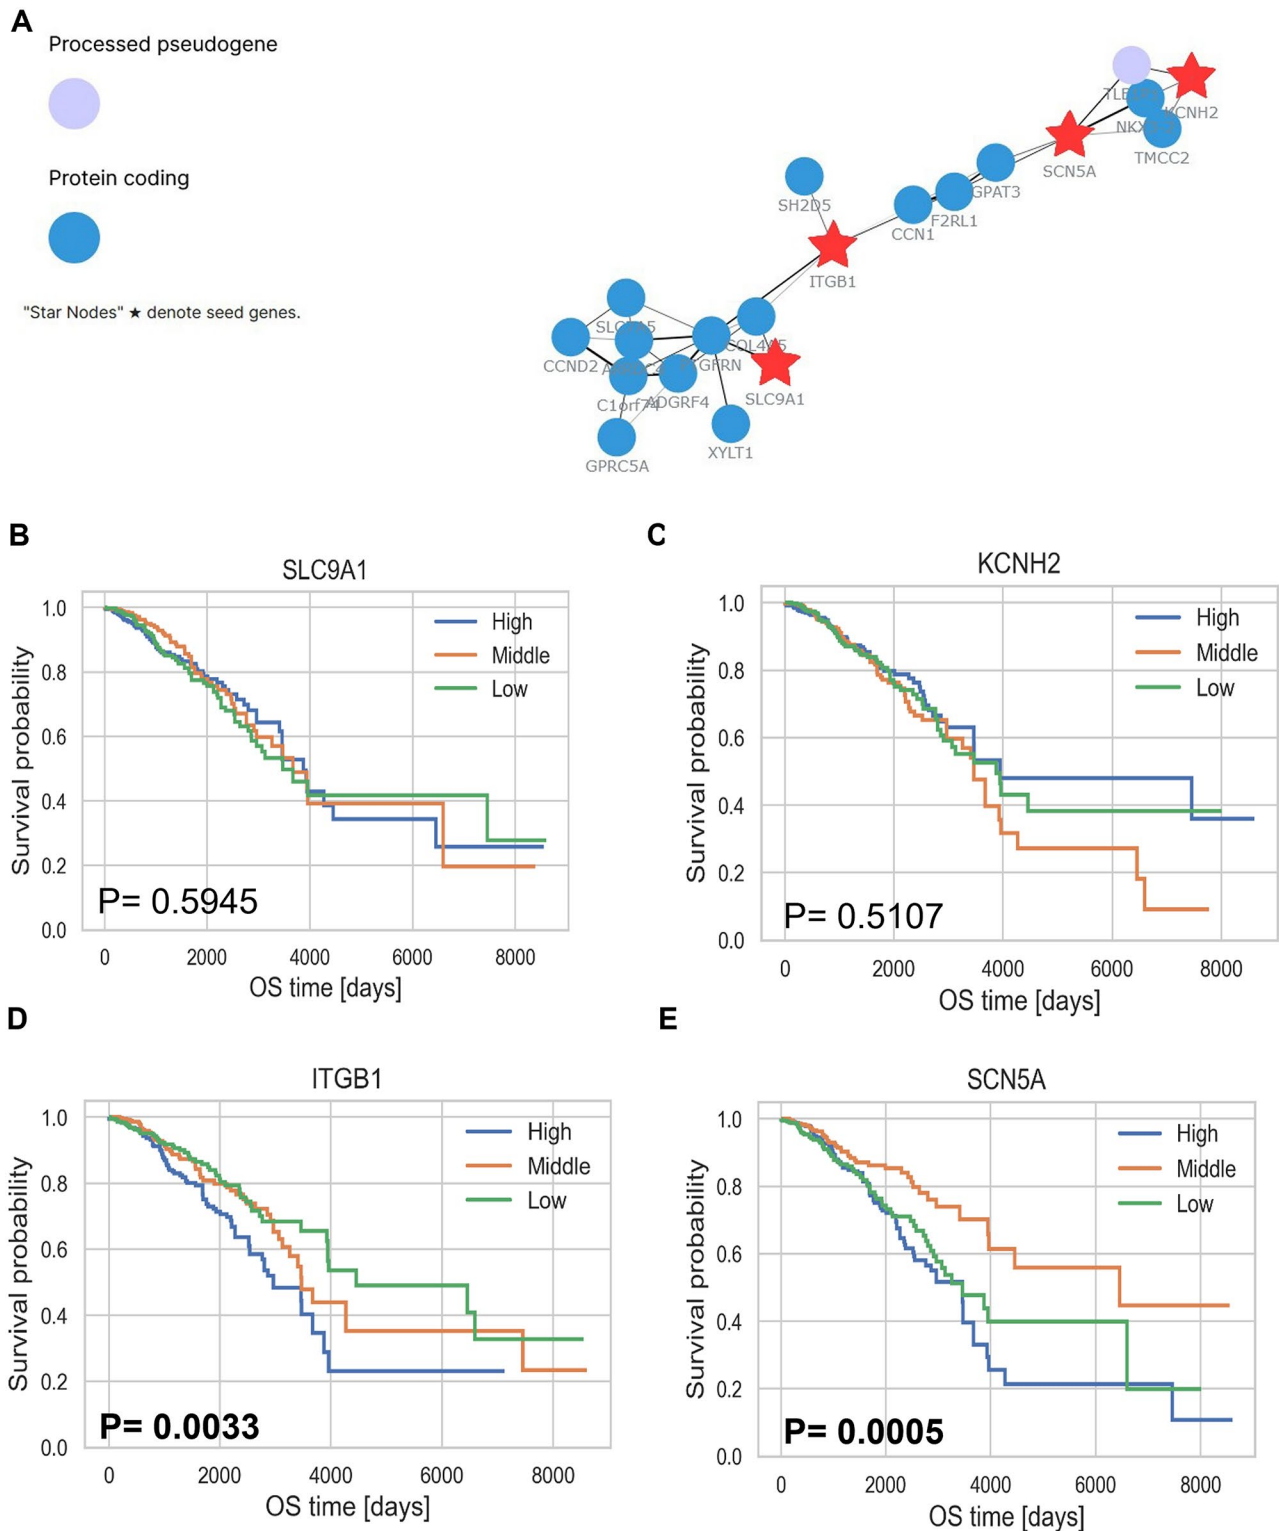 A
Processed pseudogene
Protein coding
"Star Nodes" ★ denote seed genes.
KCNH2
TMCC2
SCN5A
GPAT3
F2RL1
CCN1
SH2D5
ITGB1
CCND2
ADGRF4
SLC9A1
XYLT1
GPRC5A
B
SLC9A1
Survival probability
1.0
0.8
0.6
0.4
0.2
0.0
High
Middle
Low
P= 0.5945
0 2000 4000 6000 8000
OS time [days]
C
KCNH2
Survival probability
1.0
0.8
0.6
0.4
0.2
0.0
High
Middle
Low
P= 0.5107
0 2000 4000 6000 8000
OS time [days]
D
ITGB1
Survival probability
1.0
0.8
0.6
0.4
0.2
0.0
High
Middle
Low
P= 0.0033
0 2000 4000 6000 8000
OS time [days]
E
SCN5A
Survival probability
1.0
0.8
0.6
0.4
0.2
0.0
High
Middle
Low
P= 0.0005
0 2000 4000 6000 8000
OS time [days]